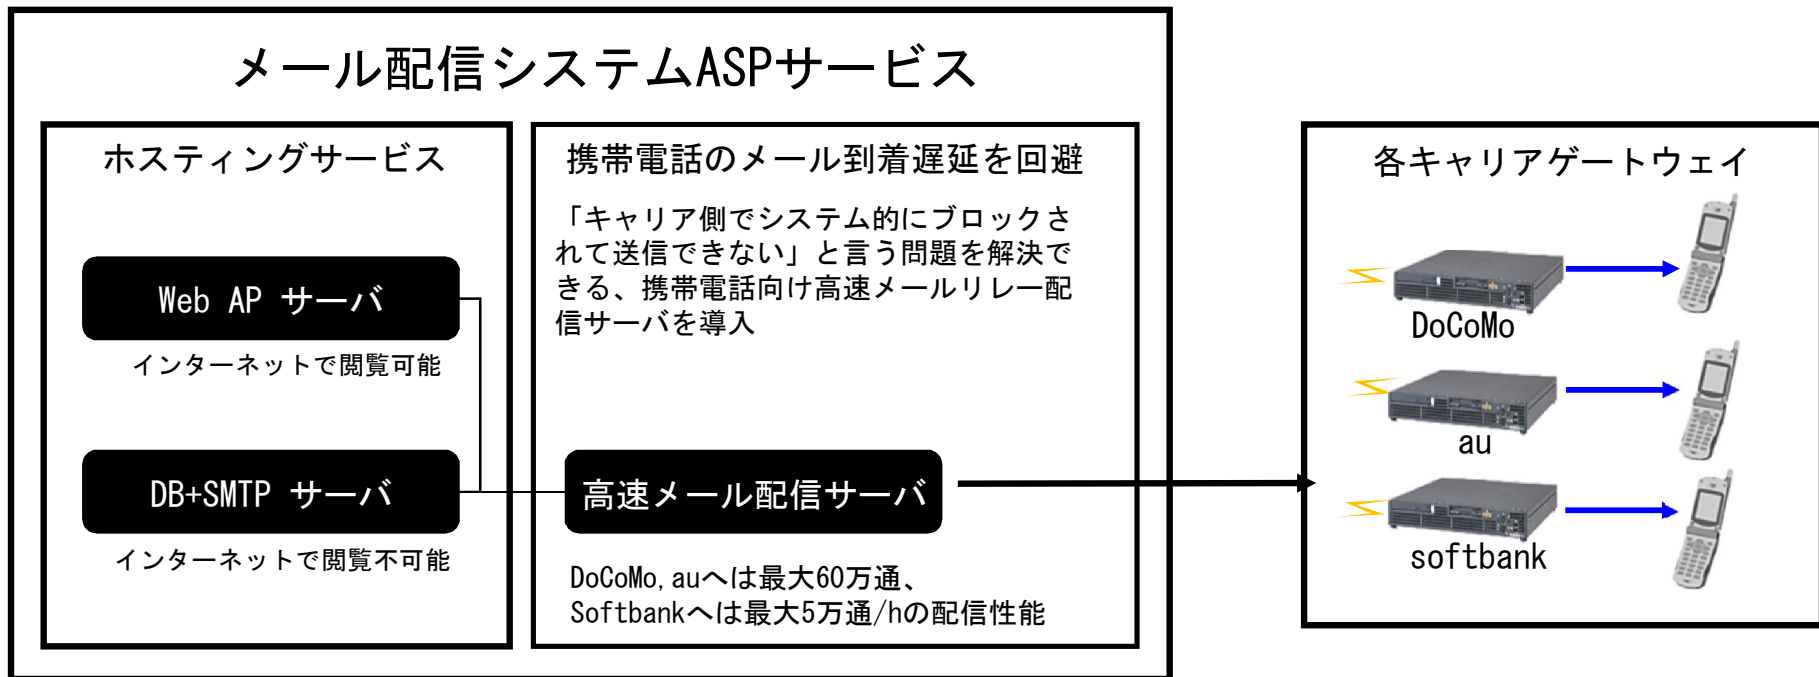 メール配信システムASPサービス
ホスティングサービス
Web AP サーバ
インターネットで閲覧可能
DB+SMTP サーバ
インターネットで閲覧不可能
携帯電話のメール到着遅延を回避
「キャリア側でシステム的にブロックさ
れて送信できない」と言う問題を解決で
きる、携帯電話向け高速メールリレー配
信サーバを導入
高速メール配信サーバ
DoCoMo,auへは最大60万通、
Softbankへは最大5万通/hの配信性能
各キャリアゲートウェイ
DoCoMo
au
softbank